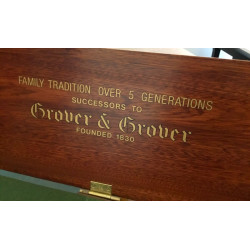 FAMILY TRADITION OVER 5 GENERATIONS
SUCCESSORS TO
Grover & Grover
FOUNDED 1830